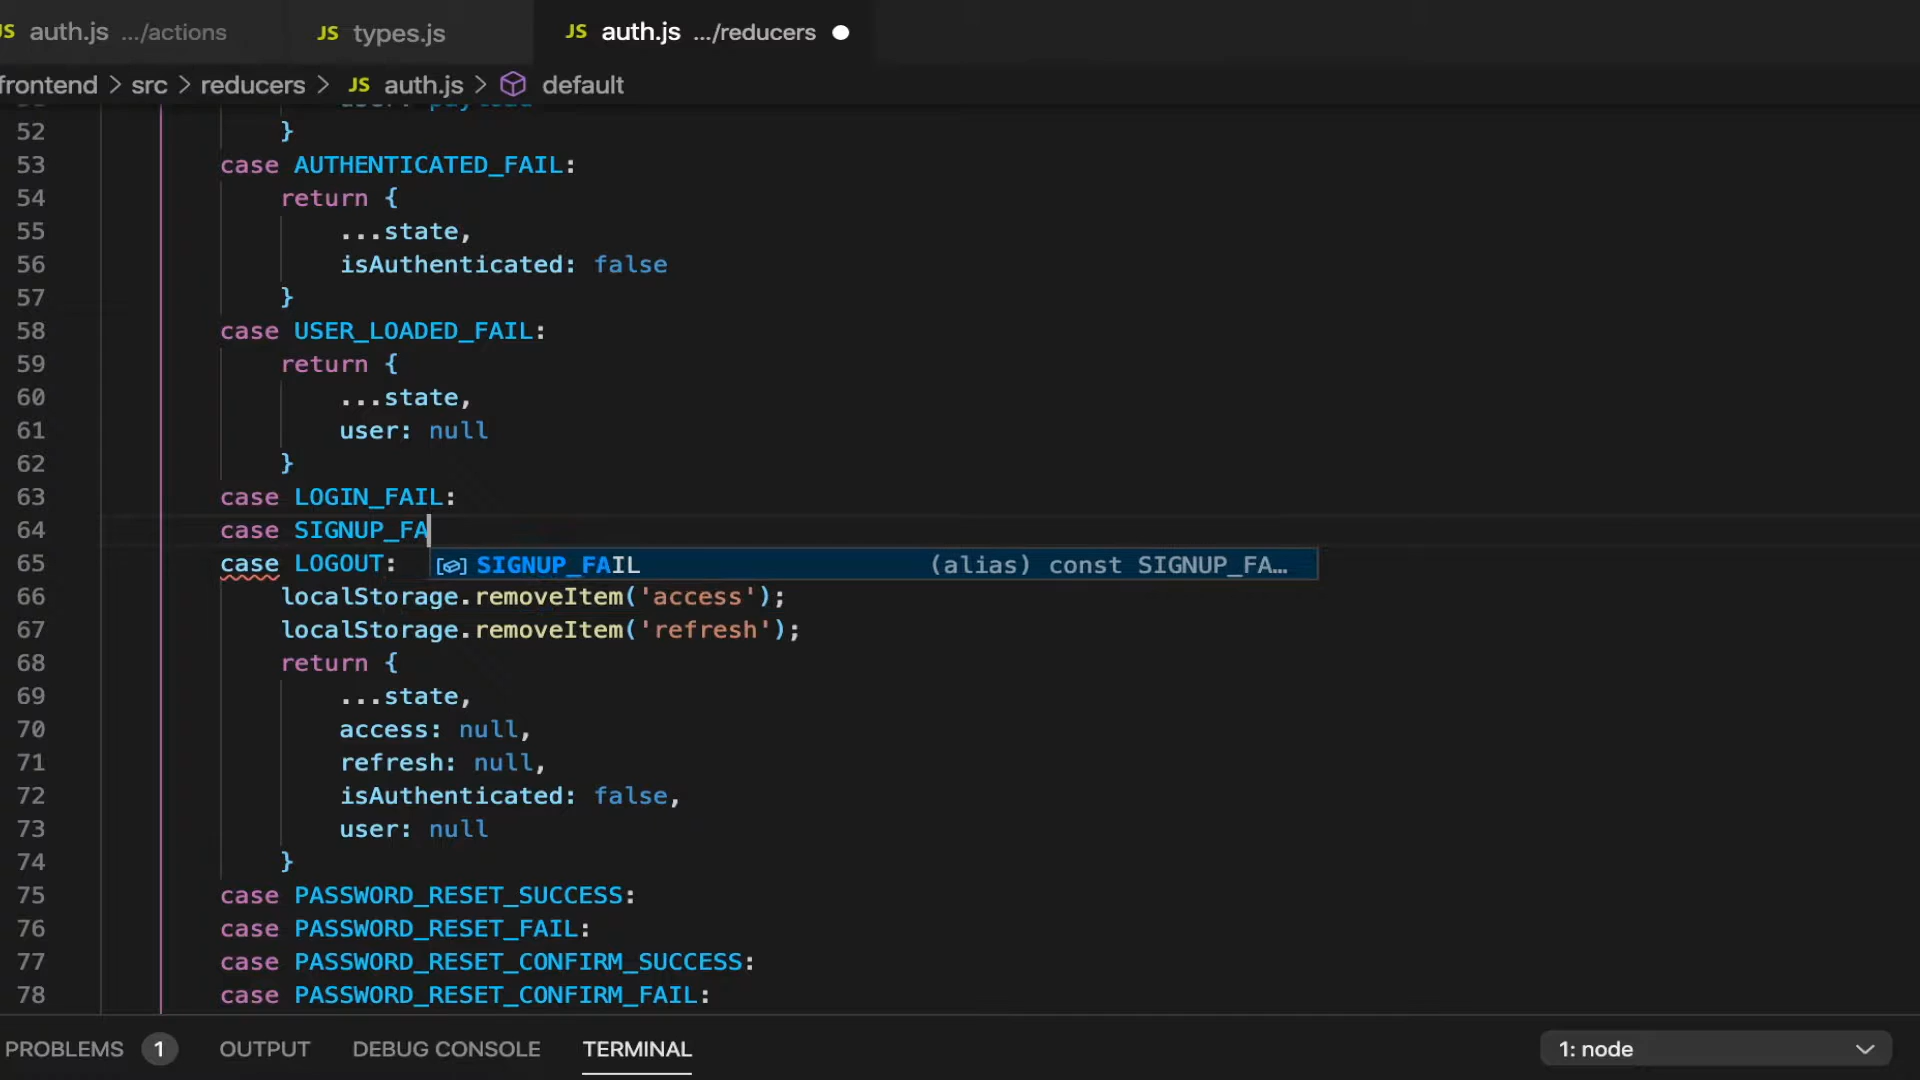 JS auth.js .../actions JS types.js JS auth.js .../reducers
frontend > src > reducers > JS auth.js > default
52 }
53 case AUTHENTICATED_FAIL:
54 return {
55 ...state,
56 isAuthenticated: false
57 }
58 case USER_LOADED_FAIL:
59 return {
60 ...state,
61 user: null
62 }
63 case LOGIN_FAIL:
64 case SIGNUP_FA
65 case LOGOUT: SIGNUP_FAIL (alias) const SIGNUP_FA…
66 localStorage.removeItem('access');
67 localStorage.removeItem('refresh');
68 return {
69 ...state,
70 access: null,
71 refresh: null,
72 isAuthenticated: false,
73 user: null
74 }
75 case PASSWORD_RESET_SUCCESS:
76 case PASSWORD_RESET_FAIL:
77 case PASSWORD_RESET_CONFIRM_SUCCESS:
78 case PASSWORD_RESET_CONFIRM_FAIL:
PROBLEMS 1 OUTPUT DEBUG CONSOLE TERMINAL 1: node